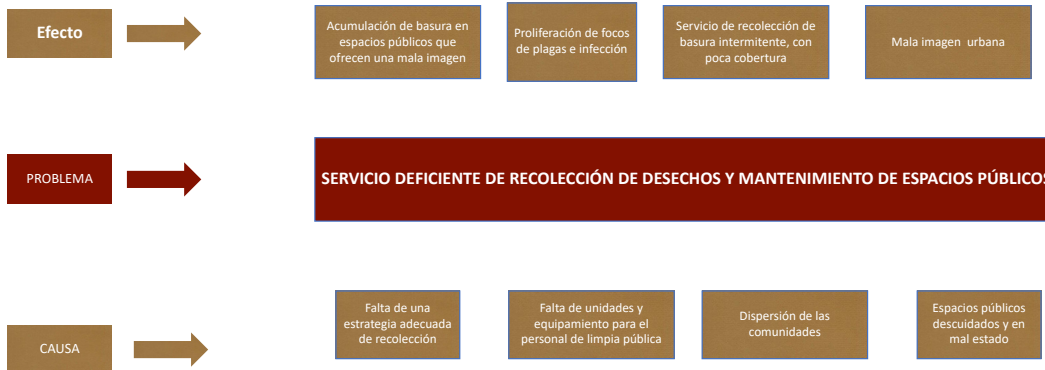 Efecto
Acumulación de basura en
espacios públicos que
ofrecen una mala imagen
Proliferación de focos
de plagas e infección
Servicio de recolección de
basura intermitente, con
poca cobertura
Mala imagen urbana
PROBLEMA
SERVICIO DEFICIENTE DE RECOLECCIÓN DE DESECHOS Y MANTENIMIENTO DE ESPACIOS PÚBLICOS
CAUSA
Falta de una
estrategia adecuada
de recolección
Falta de unidades y
equipamiento para el
personal de limpia pública
Dispersión de las
comunidades
Espacios públicos
descuidados y en
mal estado